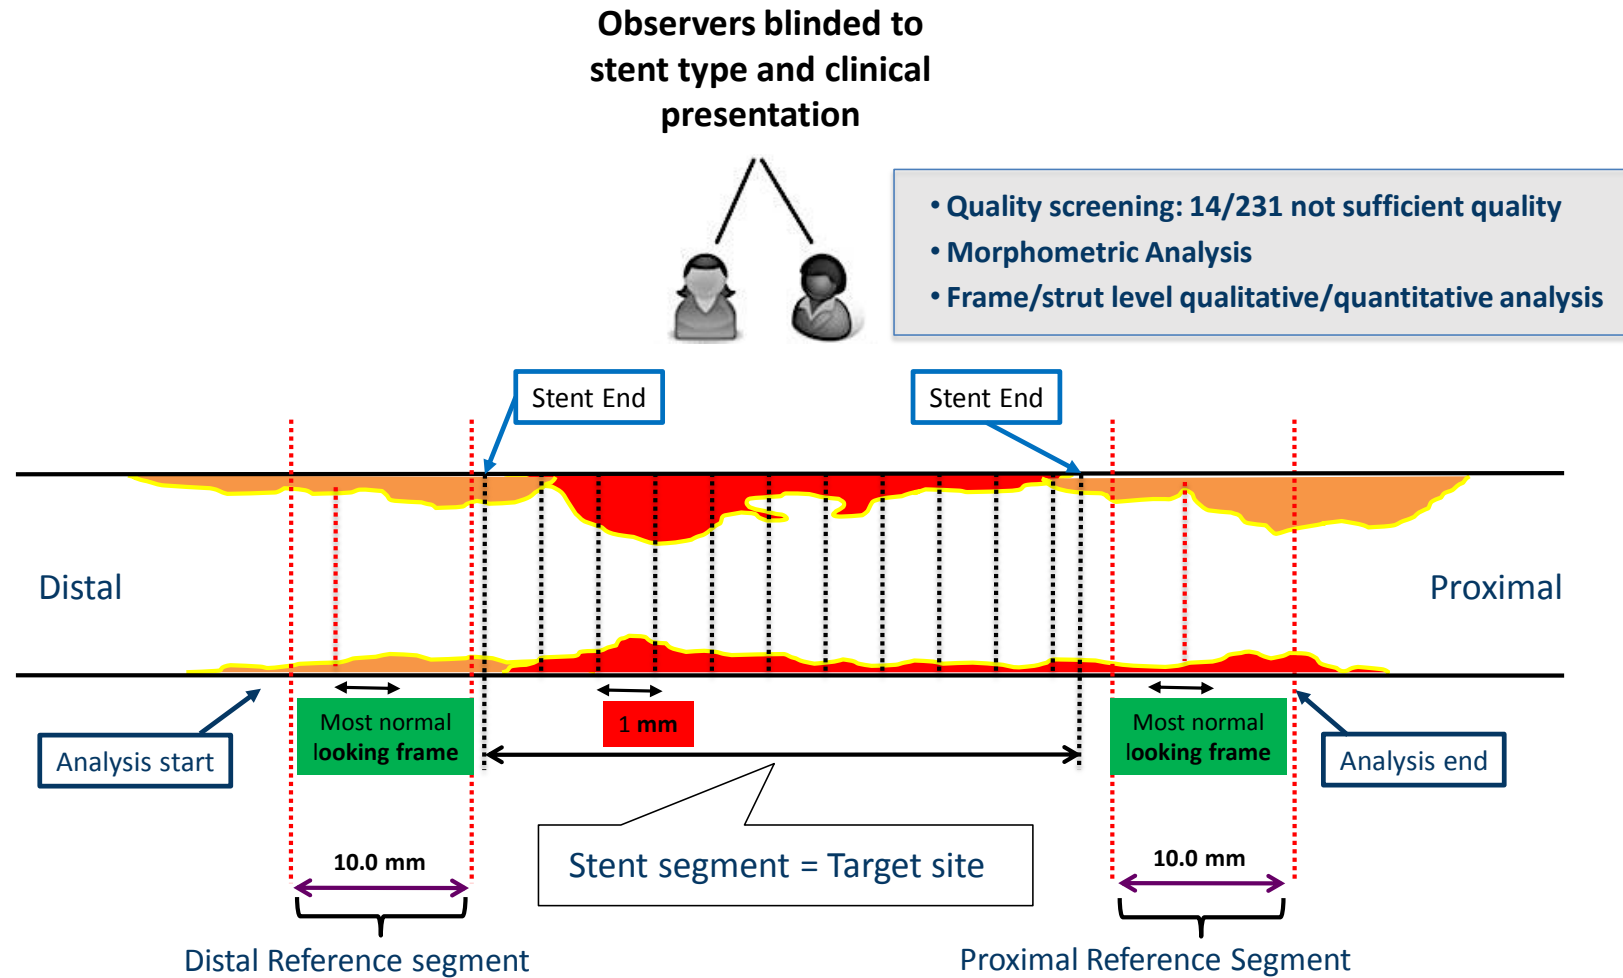 Observers blinded to
stent type and clinical
presentation
• Quality screening: 14/231 not sufficient quality
• Morphometric Analysis
• Frame/strut level qualitative/quantitative analysis
Stent End
Stent End
Distal
Proximal
Analysis start
Most normal
looking frame
1 mm
Most normal
looking frame
Analysis end
Stent segment = Target site
10.0 mm
10.0 mm
Distal Reference segment
Proximal Reference Segment